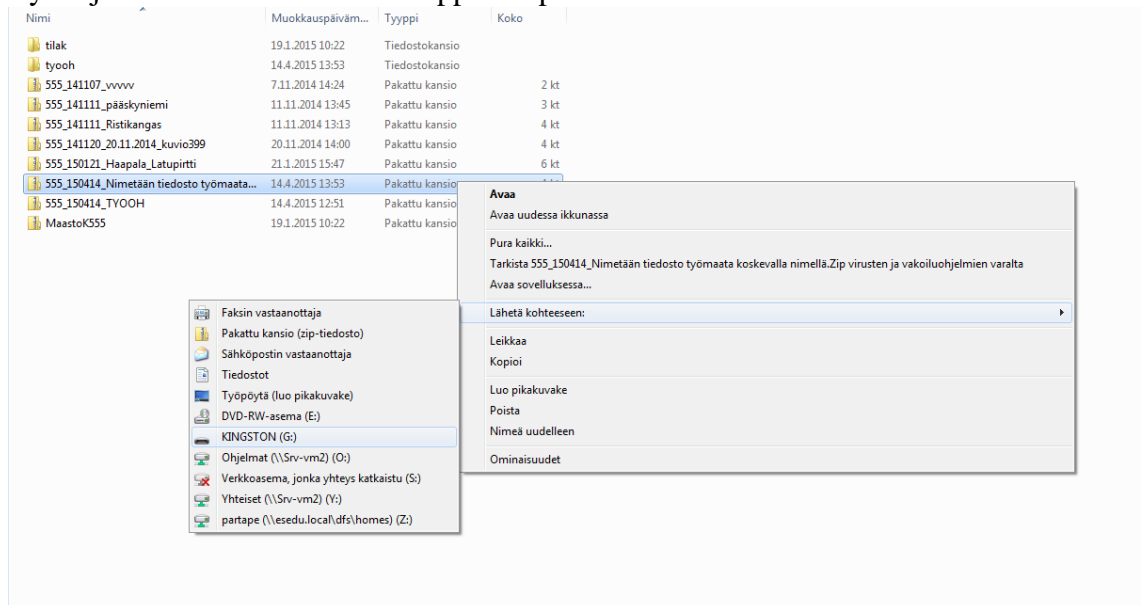 Nimi Muokkauspäiväm... Tyyppi Koko
tilak 19.1.2015 10:22 Tiedostokansio
tyooh 14.4.2015 13:53 Tiedostokansio
555_141107_vvvvv 7.11.2014 14:24 Pakattu kansio 2 kt
555_141111_pääskyniemi 11.11.2014 13:45 Pakattu kansio 3 kt
555_141111_Ristikangas 11.11.2014 13:13 Pakattu kansio 4 kt
555_141120_20.11.2014_kuvio399 20.11.2014 14:00 Pakattu kansio 4 kt
555_150121_Haapala_Latupirtti 21.1.2015 15:47 Pakattu kansio 6 kt
555_150414_Nimetään tiedosto työmaata... 14.4.2015 13:53 Pakattu kansio
555_150414_TYOOH 14.4.2015 12:51 Pakattu kansio
MaastoK555 19.1.2015 10:22 Pakattu kansio
Avaa
Avaa uudessa ikkunassa
Pura kaikki...
Tarkista 555_150414_Nimetään tiedosto työmaata koskevalla nimellä.Zip virusten ja vakoiluohjelmien varalta
Avaa sovelluksessa...
Lähetä kohteeseen:
Leikkaa
Kopioi
Luo pikakuvake
Poista
Nimeä uudelleen
Ominaisuudet
Faksin vastaanottaja
Pakattu kansio (zip-tiedosto)
Sähköpostin vastaanottaja
Tiedostot
Työpöytä (luo pikakuvake)
DVD-RW-asema (E:)
KINGSTON (G:)
Ohjelmat (\\Srv-vm2) (O:)
Verkkoasema, jonka yhteys katkaistu (S:)
Yhteiset (\\Srv-vm2) (Y:)
partape (\\esedu.local\dfs\homes) (Z:)